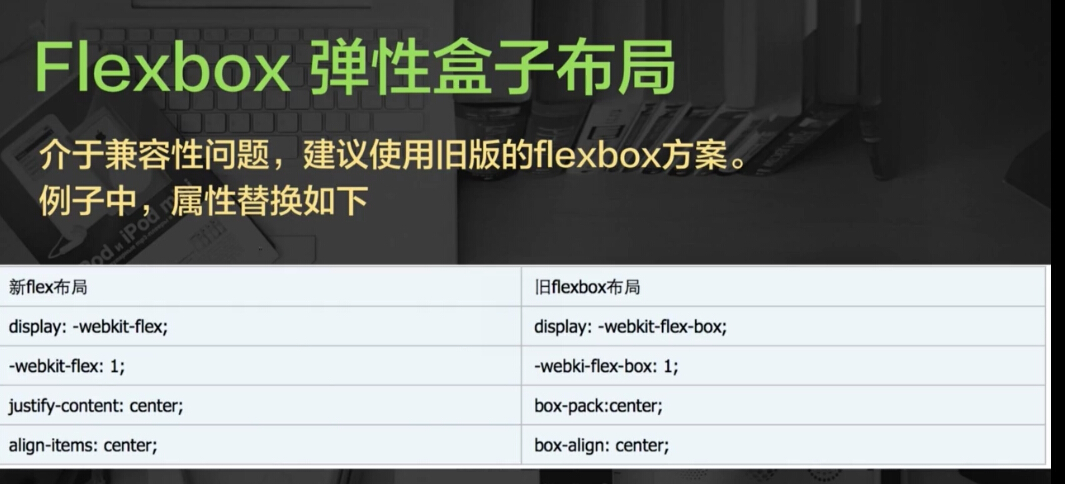 Flexbox 弹性盒子布局
介于兼容性问题，建议使用旧版的flexbox方案。
例子中，属性替换如下
新flex布局 旧flexbox布局
display: -webkit-flex; display: -webkit-flex-box;
-webkit-flex: 1; -webki-flex-box: 1;
justify-content: center; box-pack:center;
align-items: center; box-align: center;